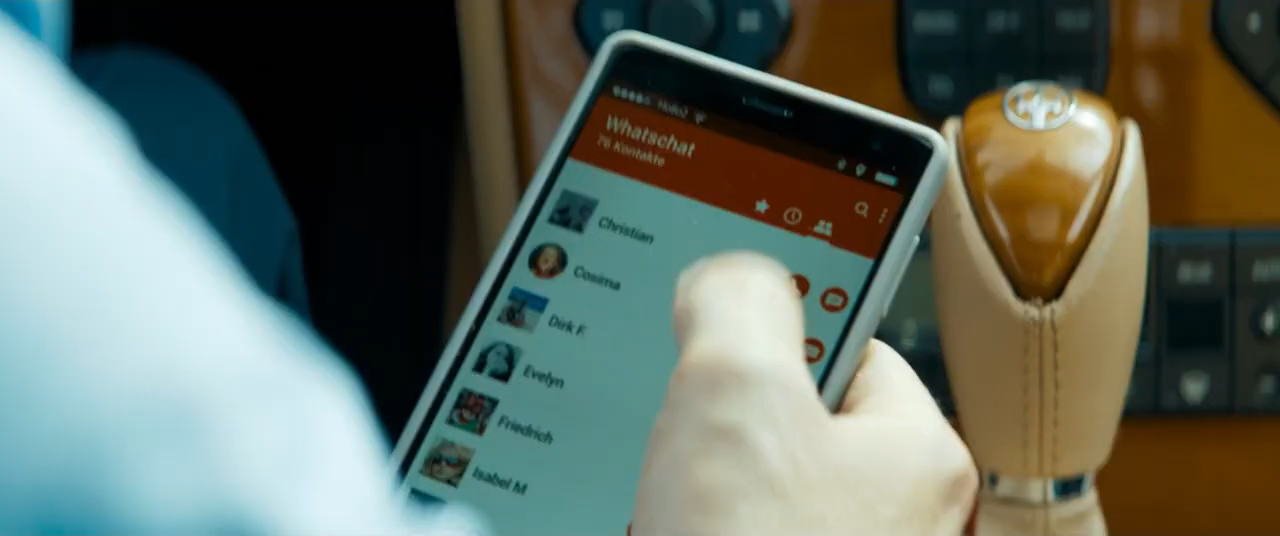 Whatschat
76 Kontakte
Christian
Cosima
Dirk F.
Evelyn
Friedrich
Isabel M